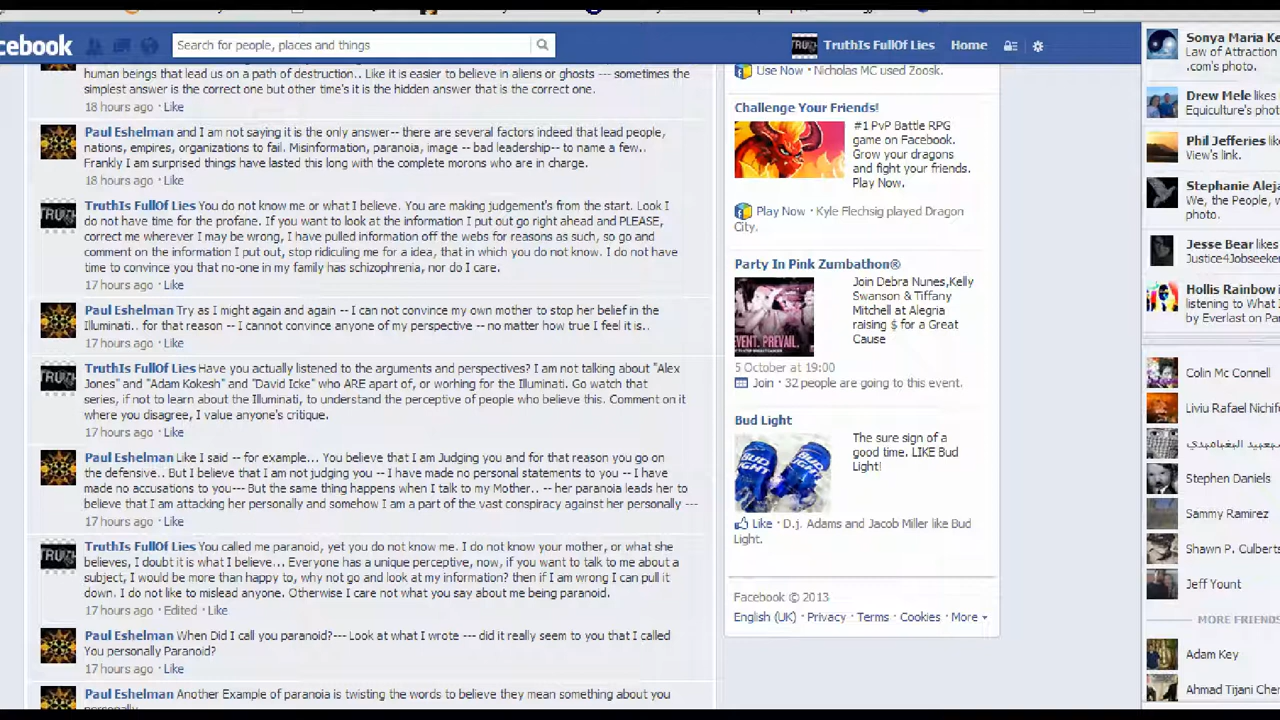 cebook
Search for people, places and things
TruthIs FullOf Lies
Home
human beings that lead us on a path of destruction.. Like it is easier to believe in aliens or ghosts --- sometimes the
simplest answer is the correct one but other time's it is the hidden answer that is the correct one.
18 hours ago · Like
Paul Eshelman and I am not saying it is the only answer-- there are several factors indeed that lead people,
nations, empires, organizations to fail. Misinformation, paranoia, image -- bad leadership-- to name a few..
Frankly I am surprised things have lasted this long with the complete morons who are in charge.
18 hours ago · Like
TruthIs FullOf Lies You do not know me or what I believe. You are making judgement's from the start. Look I
do not have time for the profane. If you want to look at the information I put out go right ahead and PLEASE,
correct me wherever I may be wrong, I have pulled information off the webs for reasons as such, so go and
comment on the information I put out, stop ridiculing me for a idea, that in which you do not know. I do not have
time to convince you that no-one in my family has schizophrenia, nor do I care.
17 hours ago · Like
Paul Eshelman Try as I might again and again -- I can not convince my own mother to stop her belief in the
Illuminati.. for that reason -- I cannot convince anyone of my perspective -- no matter how true I feel it is..
17 hours ago · Like
TruthIs FullOf Lies Have you actually listened to the arguments and perspectives? I am not talking about "Alex
Jones" and "Adam Kokesh" and "David Icke" who ARE apart of, or working for the Illuminati. Go watch that
series, if not to learn about the Illuminati, to understand the perceptive of people who believe this. Comment on it
where you disagree, I value anyone's critique.
17 hours ago · Like
Paul Eshelman Like I said -- for example... You believe that I am Judging you and for that reason you go on
the defensive.. But I believe that I am not judging you -- I have made no personal statements to you -- I have
made no accusations to you--- But the same thing happens when I talk to my Mother.. -- her paranoia leads her to
believe that I am attacking her personally and somehow I am a part of the vast conspiracy against her personally ---
17 hours ago · Like
TruthIs FullOf Lies You called me paranoid, yet you do not know me. I do not know your mother, or what she
believes, I doubt it is what I believe... Everyone has a unique perceptive, now, if you want to talk to me about a
subject, I would be more than happy to, why not go and look at my information? then if I am wrong I can pull it
down. I do not like to mislead anyone. Otherwise I care not what you say about me being paranoid.
17 hours ago · Edited · Like
Paul Eshelman When Did I call you paranoid?--- Look at what I wrote --- did it really seem to you that I called
You personally Paranoid?
17 hours ago · Like
Paul Eshelman Another Example of paranoia is twisting the words to believe they mean something about you
Use Now · Nicholas MC used Zoosk.
Challenge Your Friends!
#1 PvP Battle RPG
game on Facebook.
Grow your dragons
and fight your friends.
Play Now.
Play Now · Kyle Flechsig played Dragon
City.
Party In Pink Zumbathon®
EVENT. PREVAIL.
Join Debra Nunes,Kelly
Swanson & Tiffany
Mitchell at Alegria
raising $ for a Great
Cause
5 October at 19:00
Join · 32 people are going to this event.
Bud Light
BUD LIGHT
BUD LIGHT
The sure sign of a
good time. LIKE Bud
Light!
Like · D.j. Adams and Jacob Miller like Bud
Light.
Facebook © 2013
English (UK) · Privacy · Terms · Cookies · More
Sonya Maria Ke
Law of Attraction
.com's photo.
Drew Mele likes
Equiculture's phot
Phil Jefferies like
View's link.
Stephanie Aleja
We, the People, w
photo.
Jesse Bear likes
Justice4Jobseeker
Hollis Rainbow i
listening to What
by Everlast on Pan
Colin Mc Connell
Liviu Rafael Nichif
Stephen Daniels
Sammy Ramirez
Shawn P. Culberts
Jeff Yount
MORE FRIENDS
Adam Key
Ahmad Tijani Che